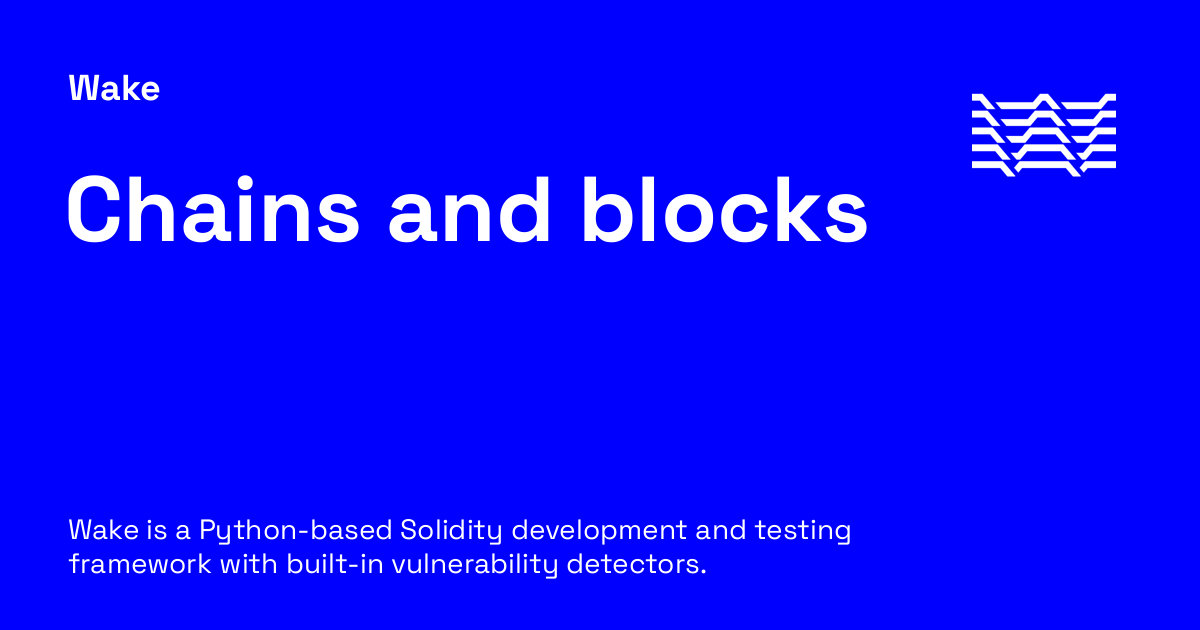 Wake
Chains and blocks
Wake is a Python-based Solidity development and testing
framework with built-in vulnerability detectors.